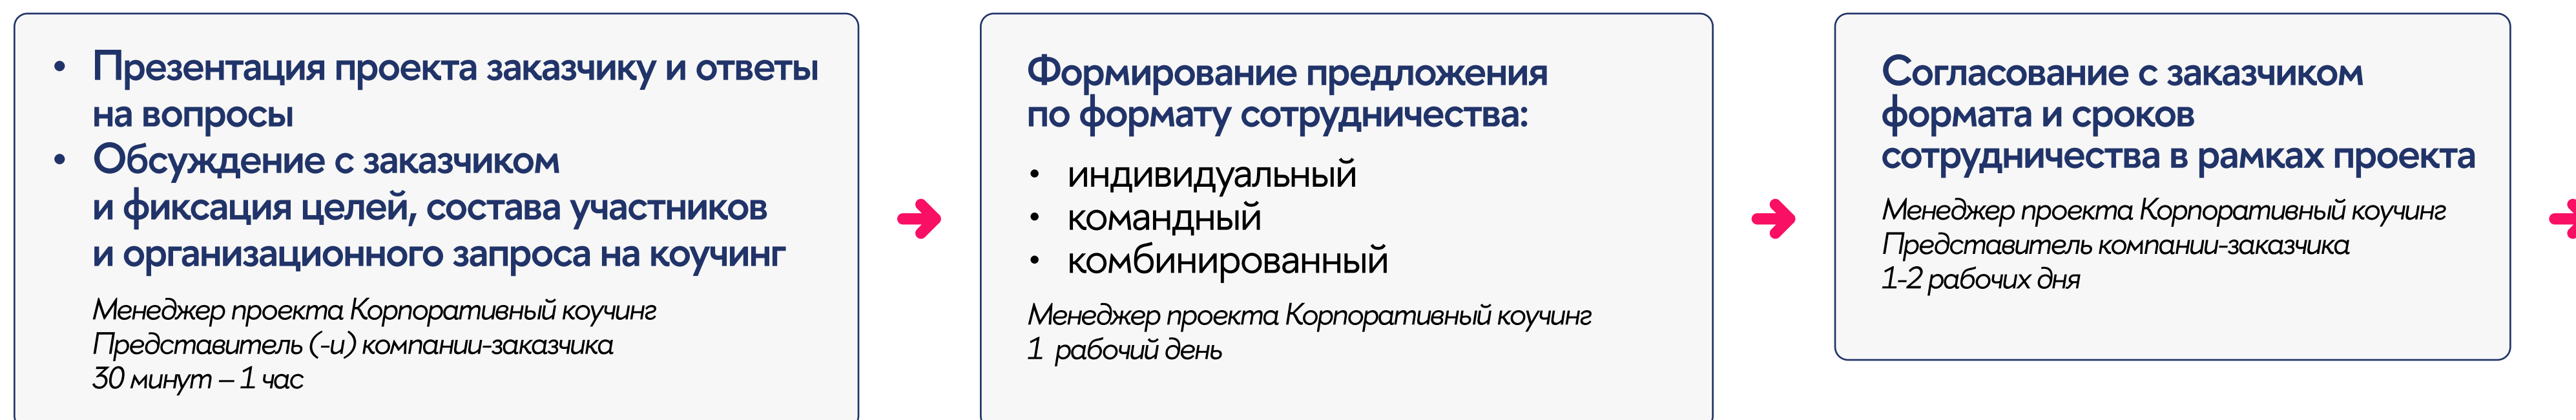 • Презентация проекта заказчику и ответы
на вопросы
• Обсуждение с заказчиком
и фиксация целей, состава участников
и организационного запроса на коучинг
Менеджер проекта Корпоративный коучинг
Представитель (-и) компании-заказчика
30 минут – 1 час
Формирование предложения
по формату сотрудничества:
• индивидуальный
• командный
• комбинированный
Менеджер проекта Корпоративный коучинг
1 рабочий день
Согласование с заказчиком
формата и сроков
сотрудничества в рамках проекта
Менеджер проекта Корпоративный коучинг
Представитель компании-заказчика
1-2 рабочих дня